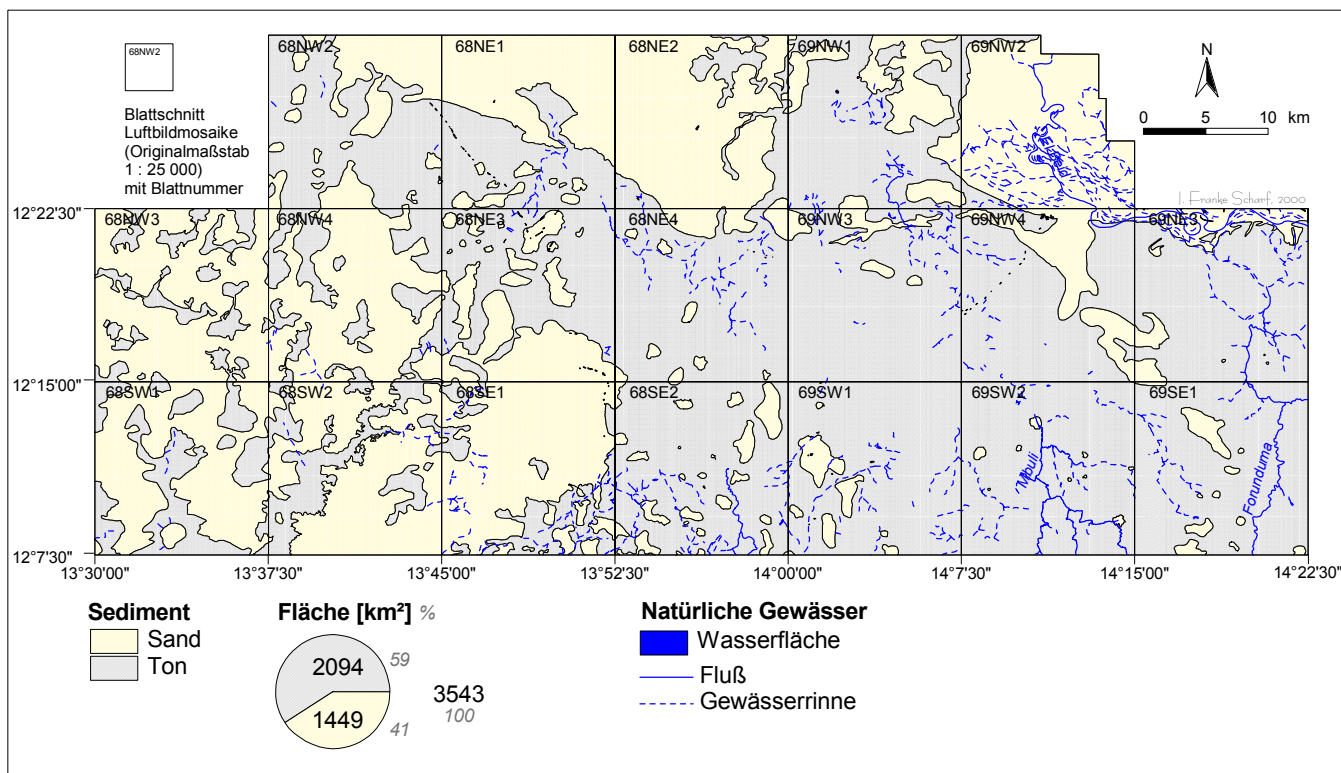 68NW2
Blattschnitt
Luftbildmosaike
(Originalmaßstab
1 : 25 000)
mit Blattnummer
68NW2
68NE1
68NE2
69NW1
69NW2
N
0 5 10 km
I. Franke Scharf, 2000
12°22'30"
68NW3
68NW4
68NE3
68NE4
69NW3
69NW4
69NE3
12°15'00"
68SW1
68SW2
68SE1
68SE2
69SW1
69SW2
69SE1
Mbuli
Forunduma
12°7'30"
13°30'00" 13°37'30" 13°45'00" 13°52'30" 14°00'00" 14°7'30" 14°15'00" 14°22'30"
Sediment
Sand
Ton
Fläche [km²] %
2094 59
1449 41
3543
100
Natürliche Gewässer
Wasserfläche
Fluß
Gewässerrinne